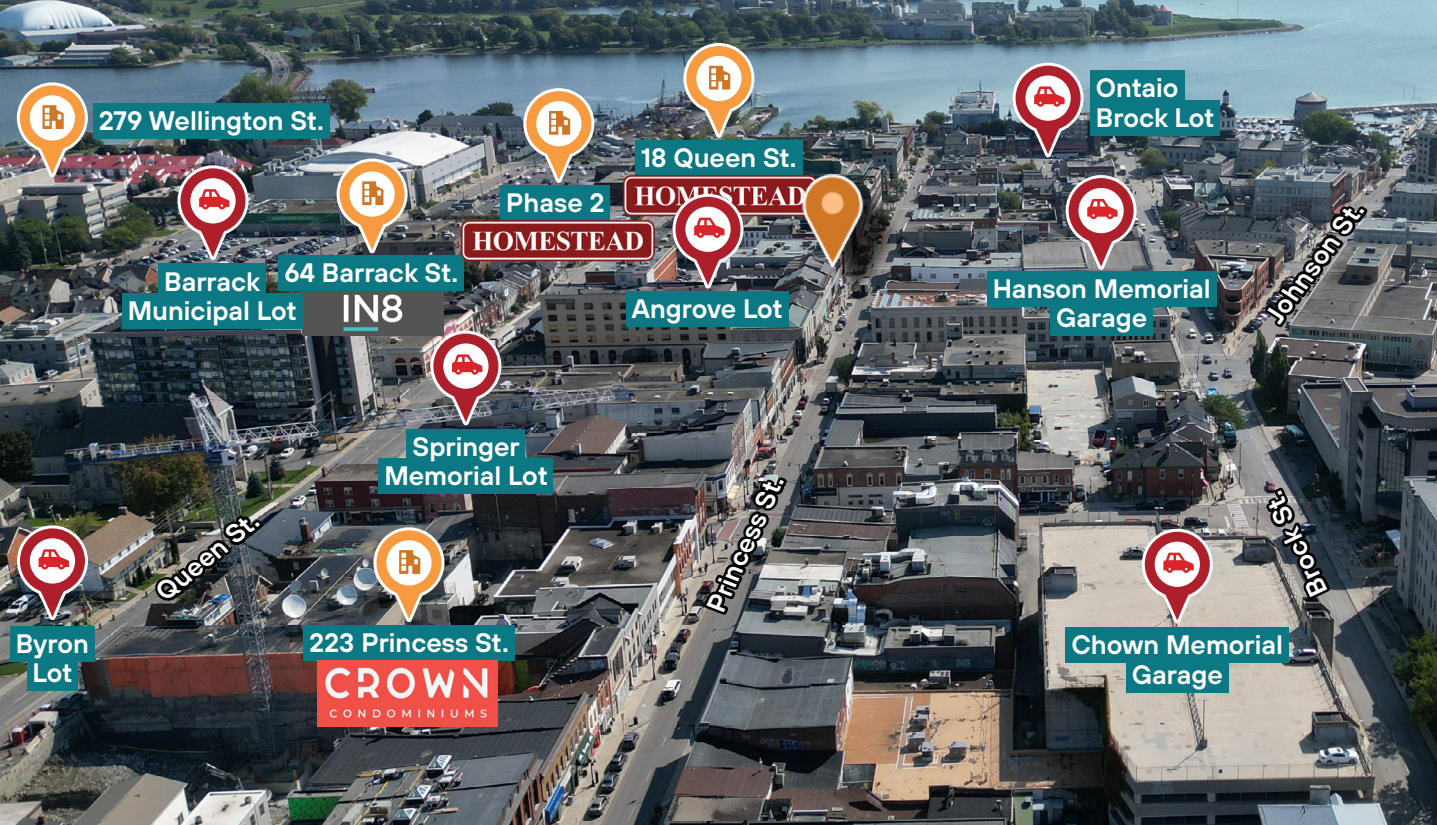 279 Wellington St.
Ontaio
Brock Lot
18 Queen St.
HOMESTEAD
Phase 2
HOMESTEAD
Barrack
Municipal Lot
64 Barrack St.
IN8
Angrove Lot
Hanson Memorial
Garage
Johnson St.
Springer
Memorial Lot
Queen St.
Princess St.
Brock St.
Byron
Lot
223 Princess St.
CROWN
CONDOMINIUMS
Chown Memorial
Garage